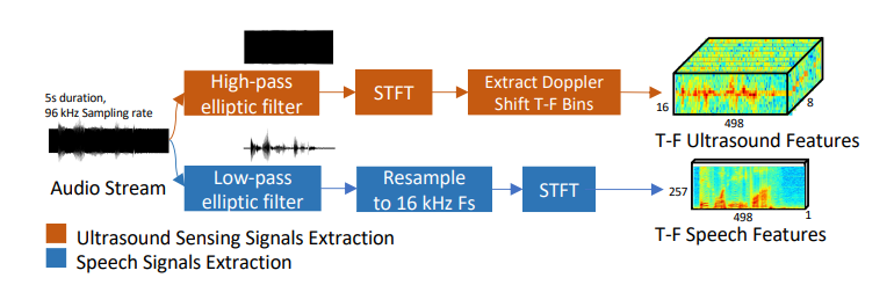 5s duration,
96 kHz Sampling rate
Audio Stream
High-pass
elliptic filter
STFT
Extract Doppler
Shift T-F Bins
16
498
8
T-F Ultrasound Features
Low-pass
elliptic filter
Resample
to 16 kHz Fs
STFT
257
498
1
T-F Speech Features
Ultrasound Sensing Signals Extraction
Speech Signals Extraction